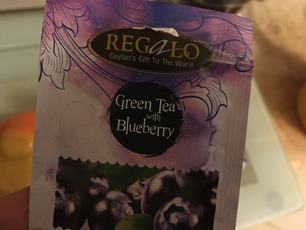 REGALO
Ceylon's Gift To The World
Green Tea
with
Blueberry